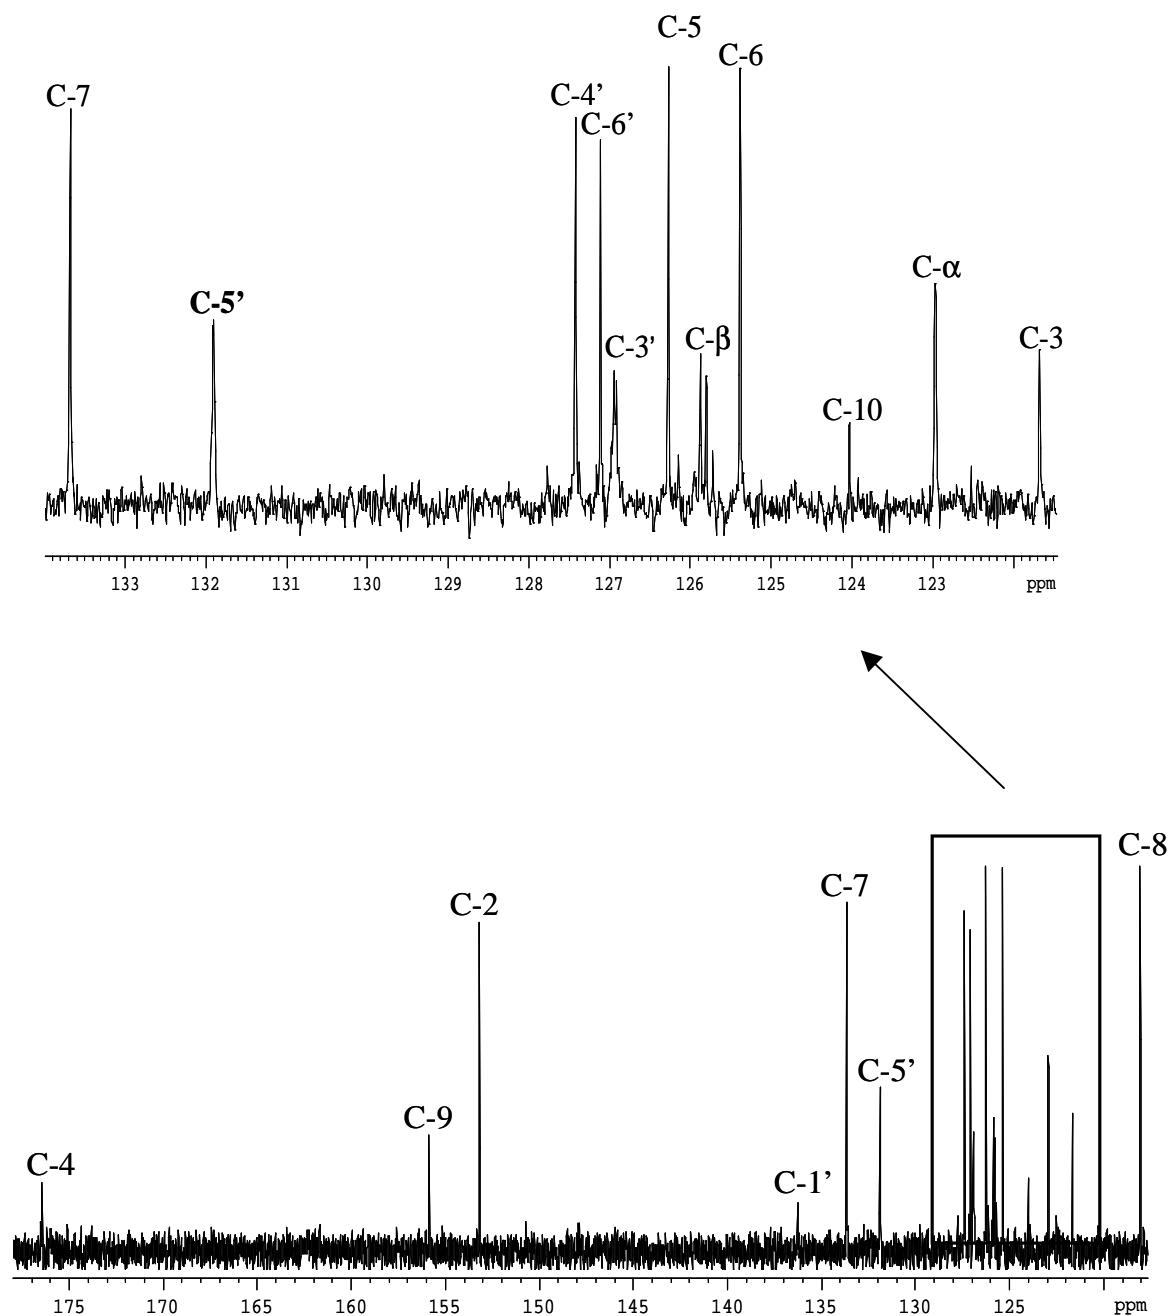 C-5
C-6
C-7
C-4’
C-6’
C-α
C-5’
C-3’
C-β
C-3
C-10
133 132 131 130 129 128 127 126 125 124 123 ppm
C-8
C-7
C-2
C-5’
C-9
C-4
C-1’
175 170 165 160 155 150 145 140 135 130 125 ppm